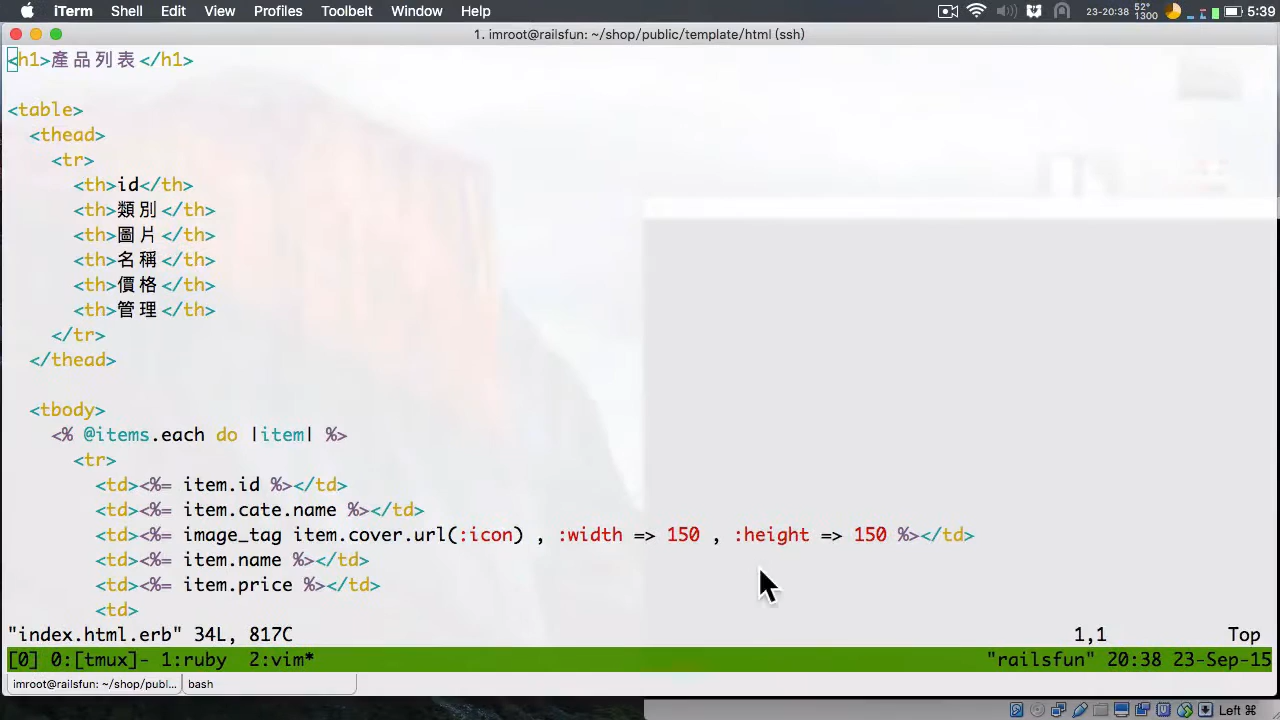 iTerm Shell Edit View Profiles Toolbelt Window Help 23-20:38 52° 1300 5:39
1. imroot@railsfun: ~/shop/public/template/html (ssh)
<h1>產品列表</h1>
<table>
<thead>
<tr>
<th>id</th>
<th>類別</th>
<th>圖片</th>
<th>名稱</th>
<th>價格</th>
<th>管理</th>
</tr>
</thead>
<tbody>
<% @items.each do |item| %>
<tr>
<td><%= item.id %></td>
<td><%= item.cate.name %></td>
<td><%= image_tag item.cover.url(:icon) , :width => 150 , :height => 150 %></td>
<td><%= item.name %></td>
<td><%= item.price %></td>
<td>
"index.html.erb" 34L, 817C 1,1 Top
[0] 0:[tmux]- 1:ruby 2:vim* "railsfun" 20:38 23-Sep-15
imroot@railsfun: ~/shop/publ... bash
Left ⌘